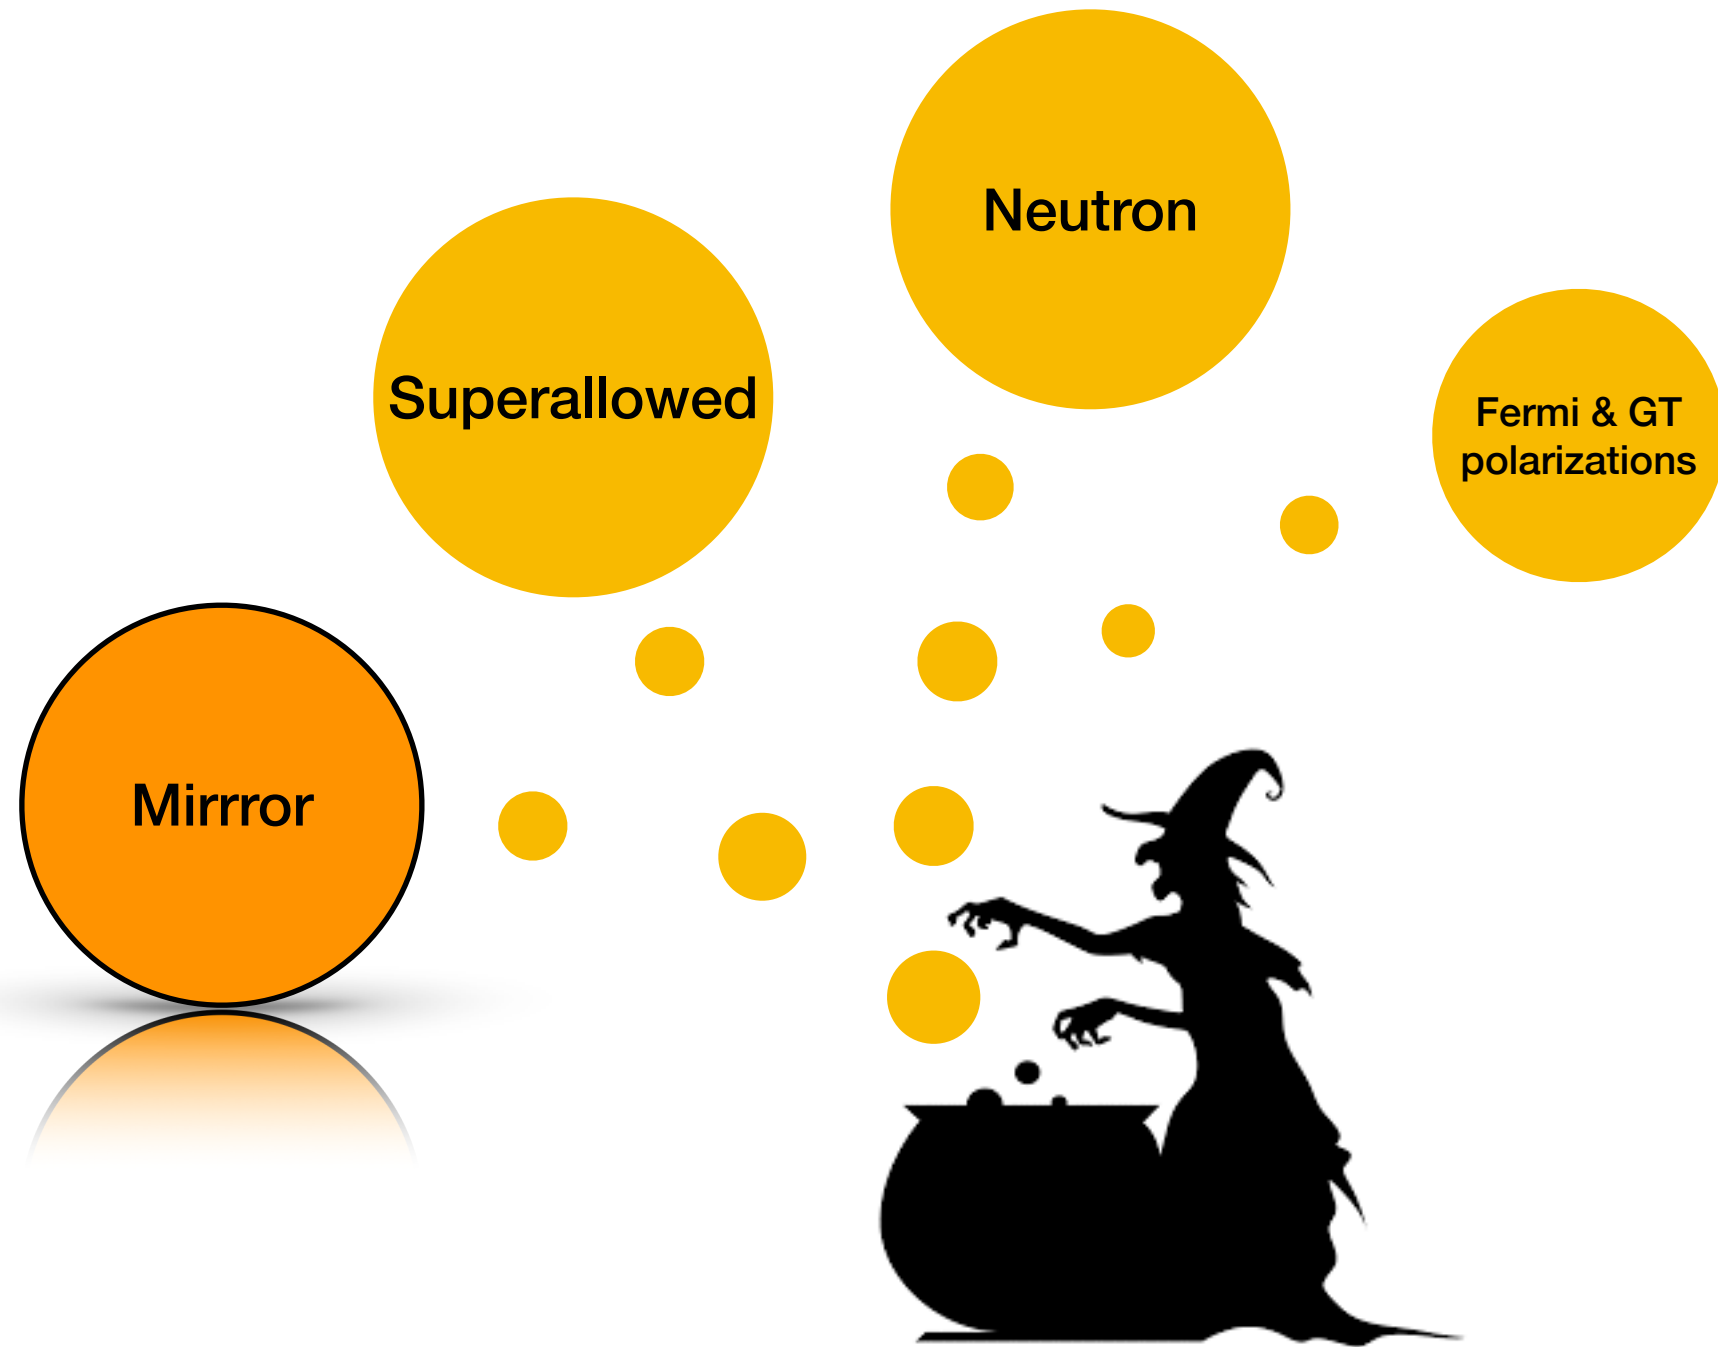 Neutron
Superallowed
Fermi & GT
polarizations
Mirrror